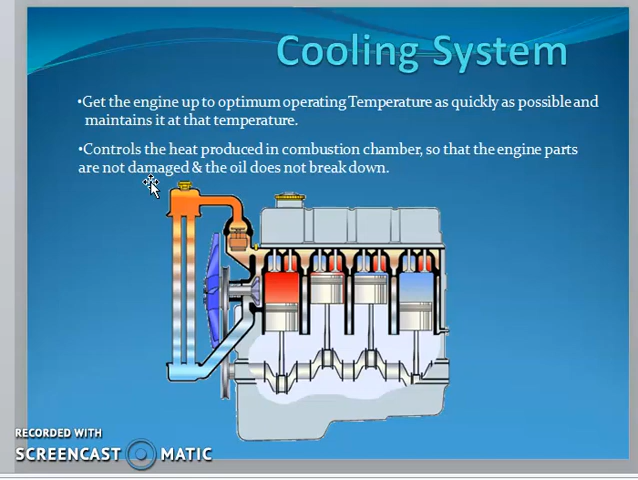 Cooling System
•Get the engine up to optimum operating Temperature as quickly as possible and
maintains it at that temperature.
•Controls the heat produced in combustion chamber, so that the engine parts
are not damaged & the oil does not break down.
RECORDED WITH
SCREENCAST MATIC